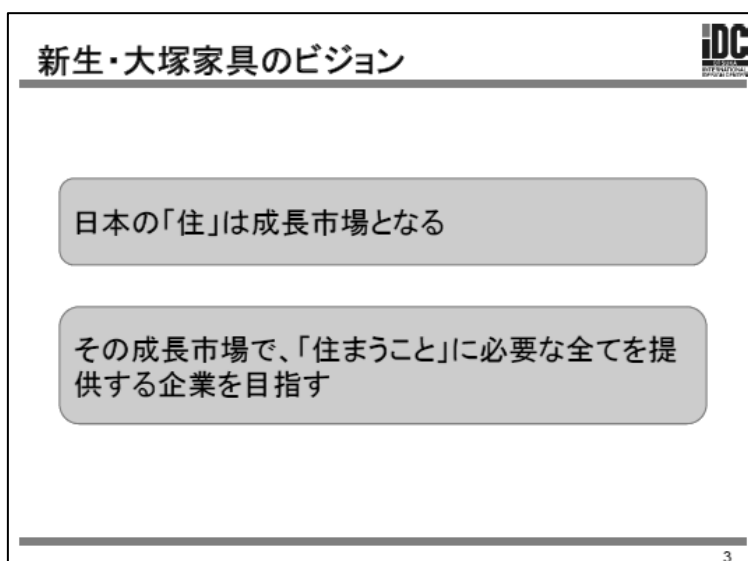 新生・大塚家具のビジョン
iDC
OTSUKA
日本の「住」は成長市場となる
その成長市場で、「住まうこと」に必要な全てを提
供する企業を目指す
3